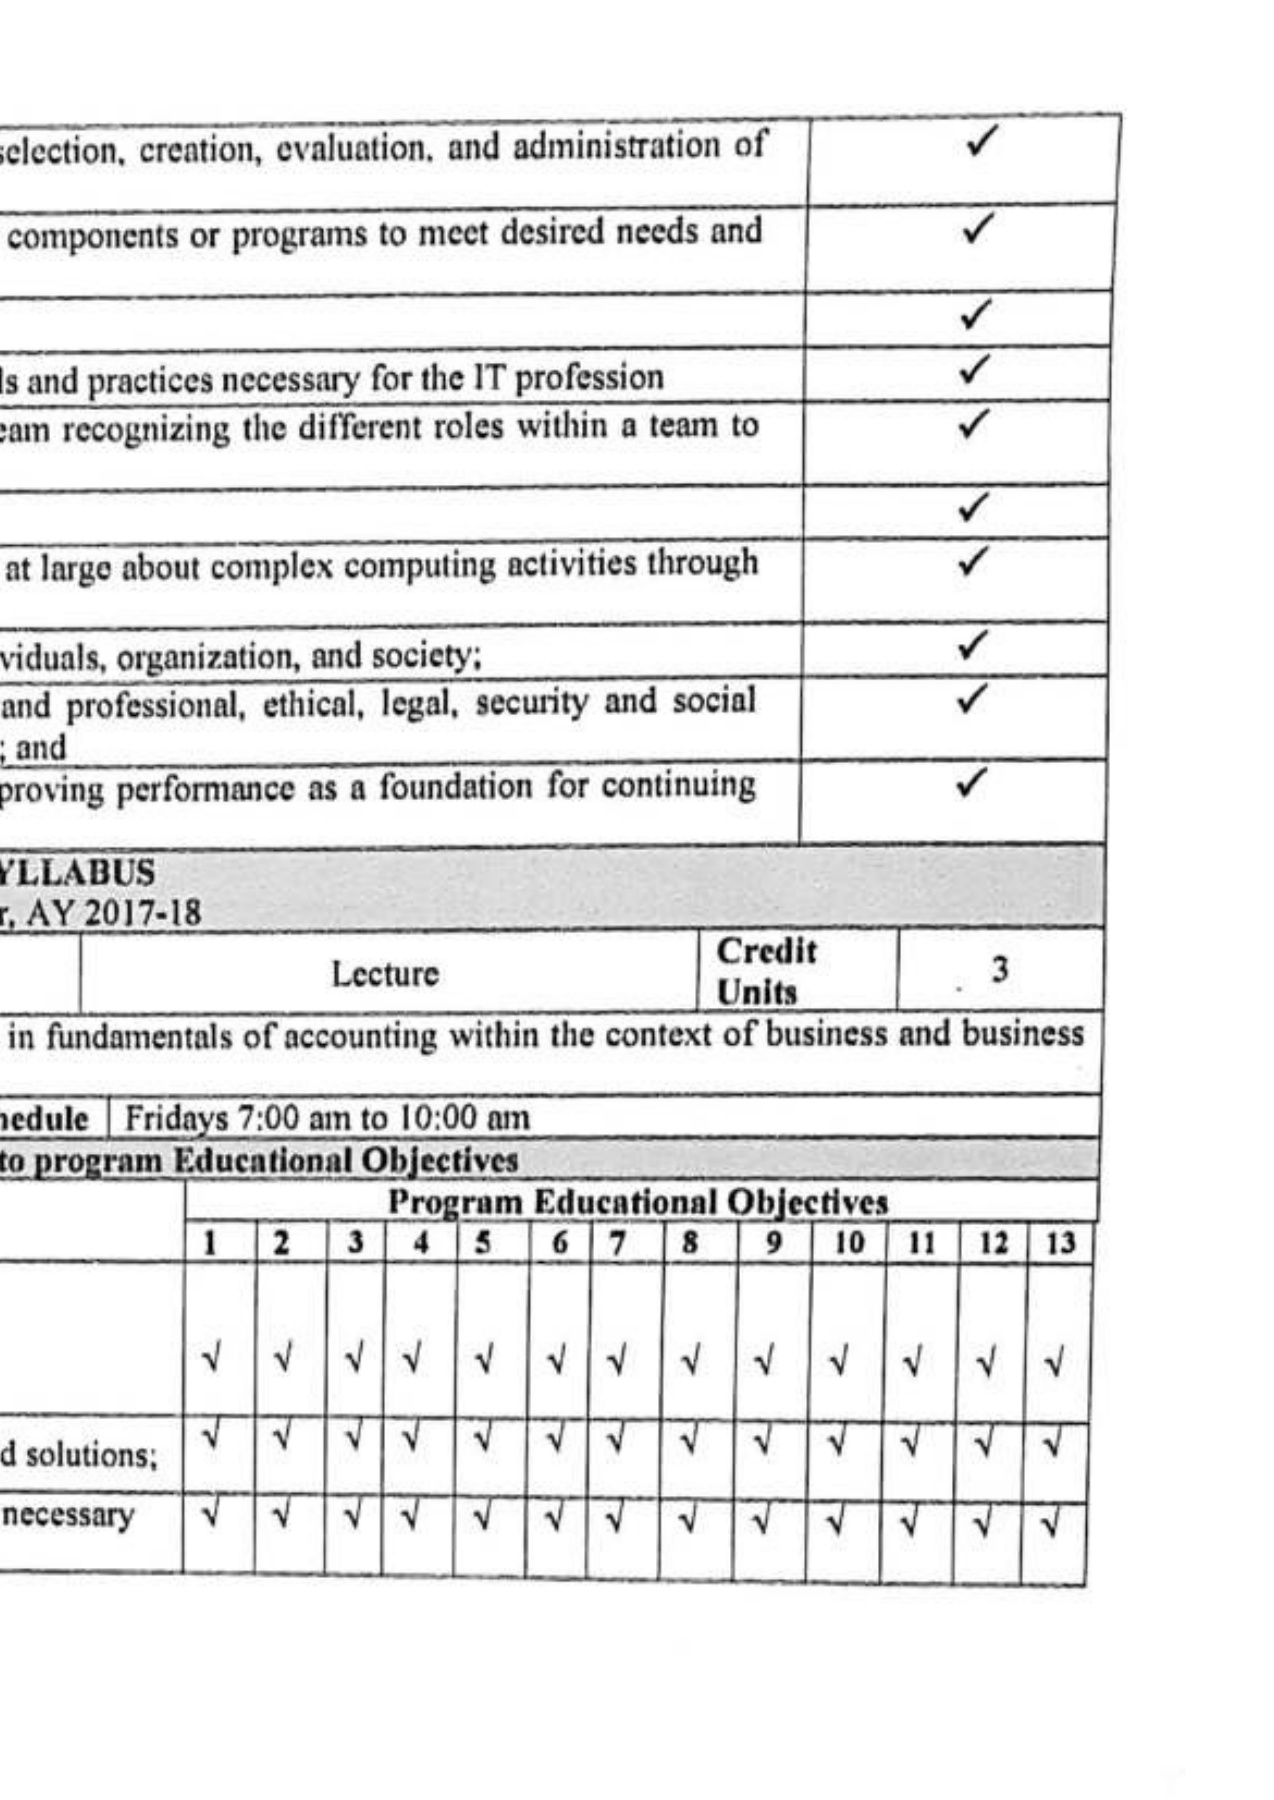 selection, creation, evaluation, and administration of ✓
components or programs to meet desired needs and ✓
✓
ls and practices necessary for the IT profession ✓
eam recognizing the different roles within a team to ✓
✓
at large about complex computing activities through ✓
viduals, organization, and society; ✓
and professional, ethical, legal, security and social ✓
; and
proving performance as a foundation for continuing ✓
YLLABUS
r, AY 2017-18
Lecture Credit Units 3
in fundamentals of accounting within the context of business and business
hedule Fridays 7:00 am to 10:00 am
to program Educational Objectives
Program Educational Objectives
1 2 3 4 5 6 7 8 9 10 11 12 13
√ √ √ √ √ √ √ √ √ √ √ √ √
d solutions; √ √ √ √ √ √ √ √ √ √ √ √ √
necessary √ √ √ √ √ √ √ √ √ √ √ √ √